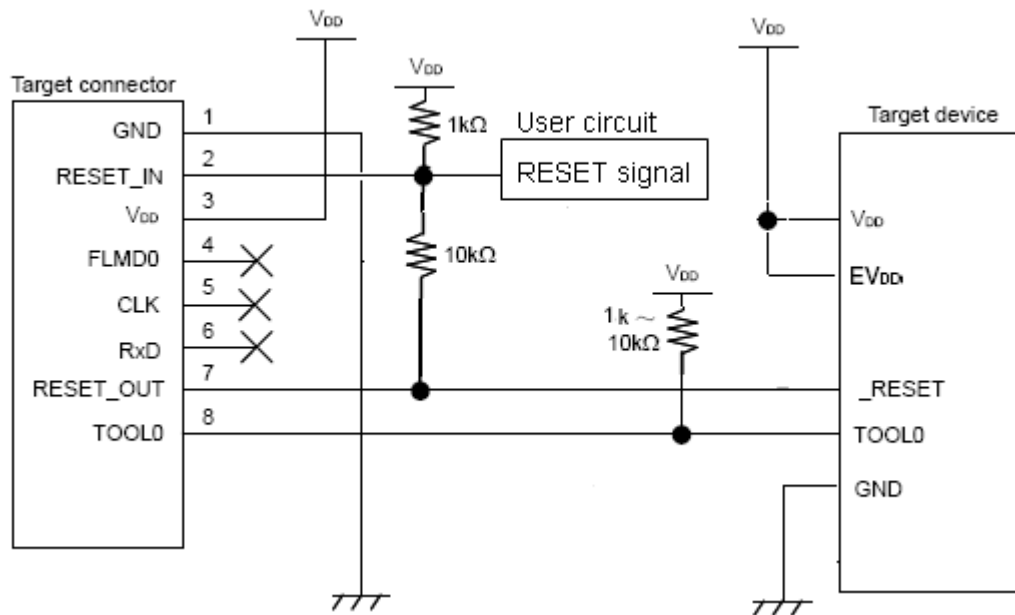 VDD
VDD
VDD
Target connector
1
GND
1kΩ
User circuit
Target device
2
RESET_IN
RESET signal
3
VDD
VDD
4
FLMD0
10kΩ
EVDD
VDD
5
CLK
1k ～
10kΩ
6
RxD
7
RESET_OUT
_RESET
8
TOOL0
TOOL0
GND